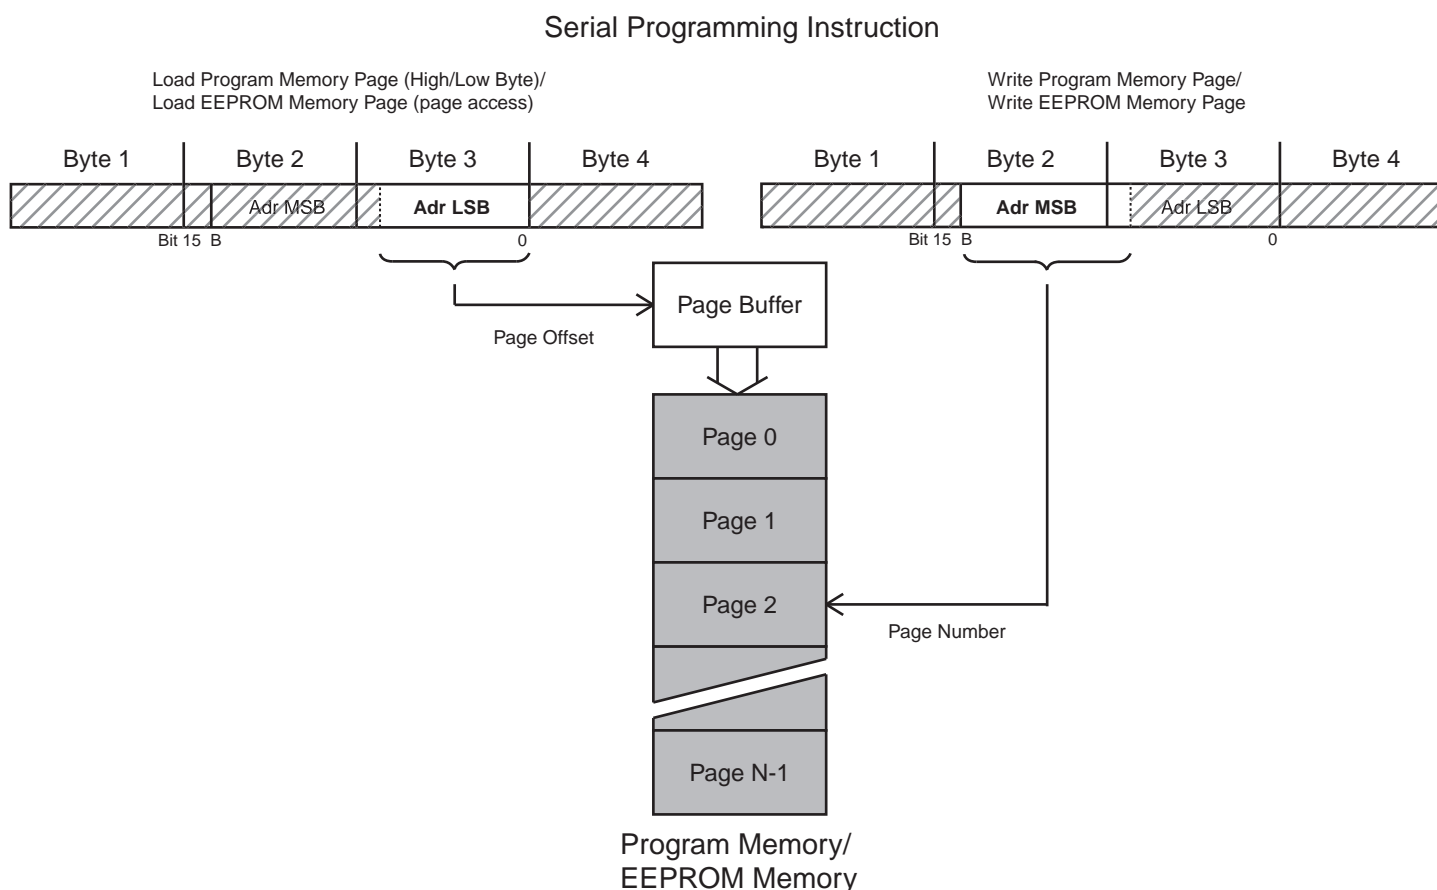 Serial Programming Instruction
Load Program Memory Page (High/Low Byte)/
Load EEPROM Memory Page (page access)
Write Program Memory Page/
Write EEPROM Memory Page
Byte 1 Byte 2 Byte 3 Byte 4
Adr MSB Adr LSB
Bit 15 B 0
Byte 1 Byte 2 Byte 3 Byte 4
Adr MSB Adr LSB
Bit 15 B 0
Page Buffer
Page Offset
Page 0
Page 1
Page 2
Page Number
Page N-1
Program Memory/
EEPROM Memory